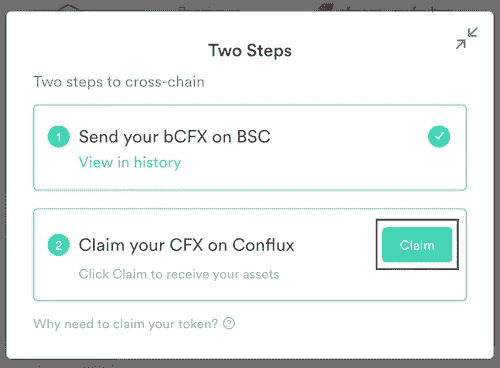 Two Steps
Two steps to cross-chain
1 Send your bCFX on BSC
View in history
2 Claim your CFX on Conflux
Claim
Click Claim to receive your assets
Why need to claim your token? ?